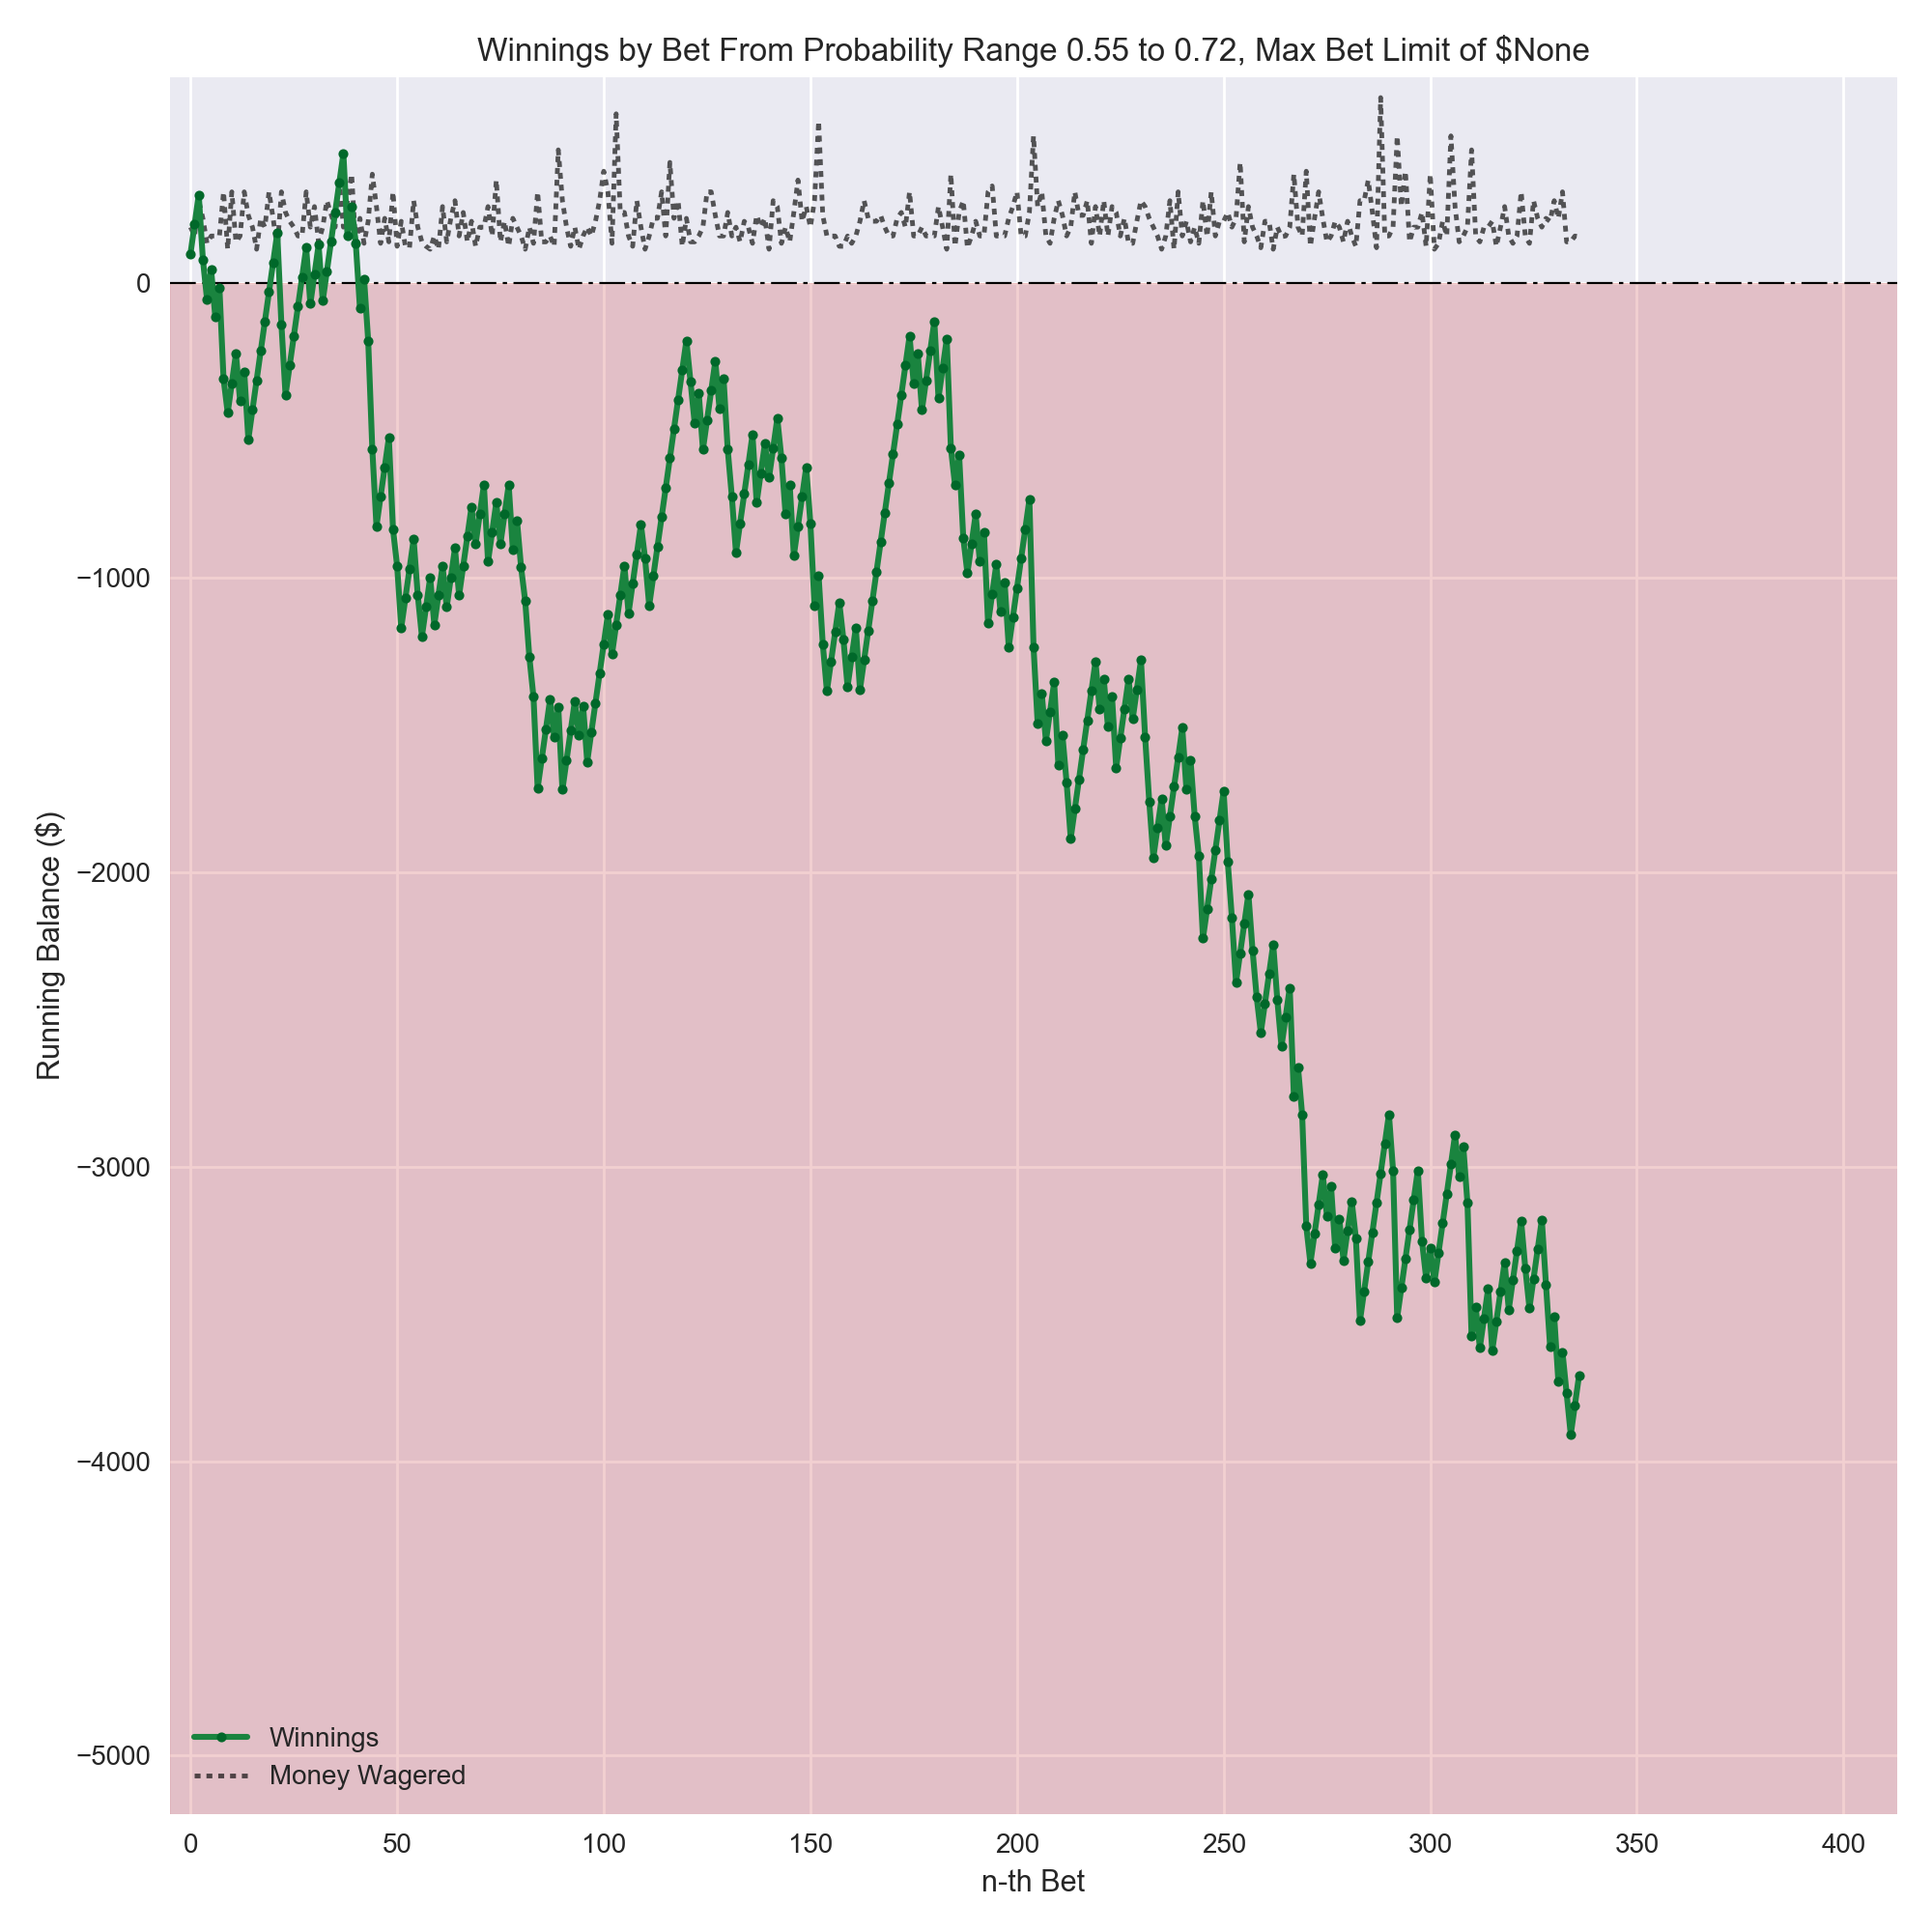 Winnings by Bet From Probability Range 0.55 to 0.72, Max Bet Limit of $None
Running Balance ($)
0
−1000
−2000
−3000
−4000
−5000
Winnings
Money Wagered
0 50 100 150 200 250 300 350 400
n-th Bet